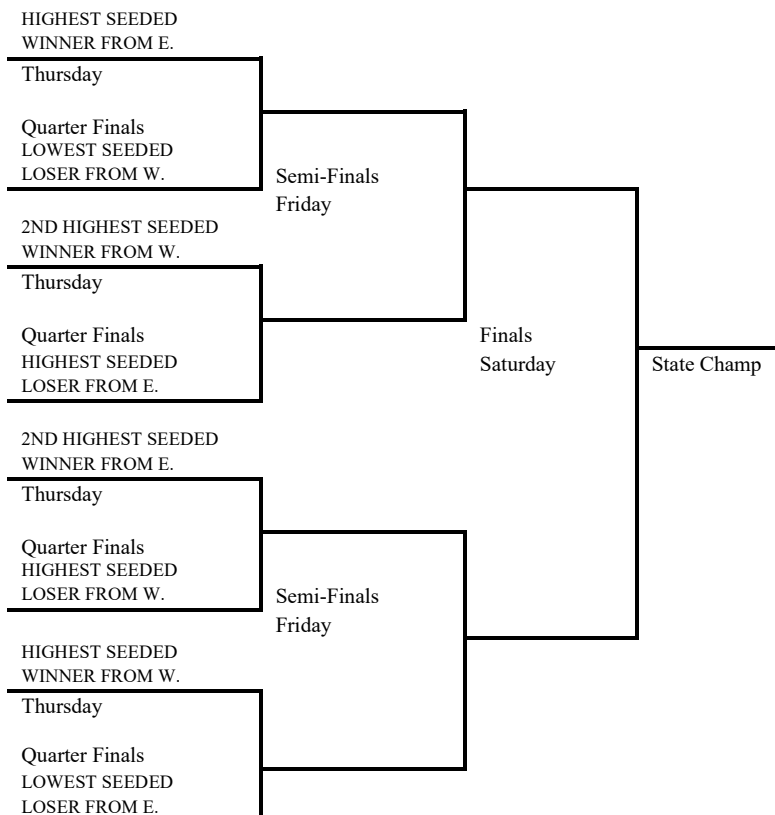 HIGHEST SEEDED
WINNER FROM E.
Thursday
Quarter Finals
LOWEST SEEDED
LOSER FROM W.
Semi-Finals
Friday
2ND HIGHEST SEEDED
WINNER FROM W.
Thursday
Quarter Finals
HIGHEST SEEDED
LOSER FROM E.
Finals
Saturday
State Champ
2ND HIGHEST SEEDED
WINNER FROM E.
Thursday
Quarter Finals
HIGHEST SEEDED
LOSER FROM W.
Semi-Finals
Friday
HIGHEST SEEDED
WINNER FROM W.
Thursday
Quarter Finals
LOWEST SEEDED
LOSER FROM E.